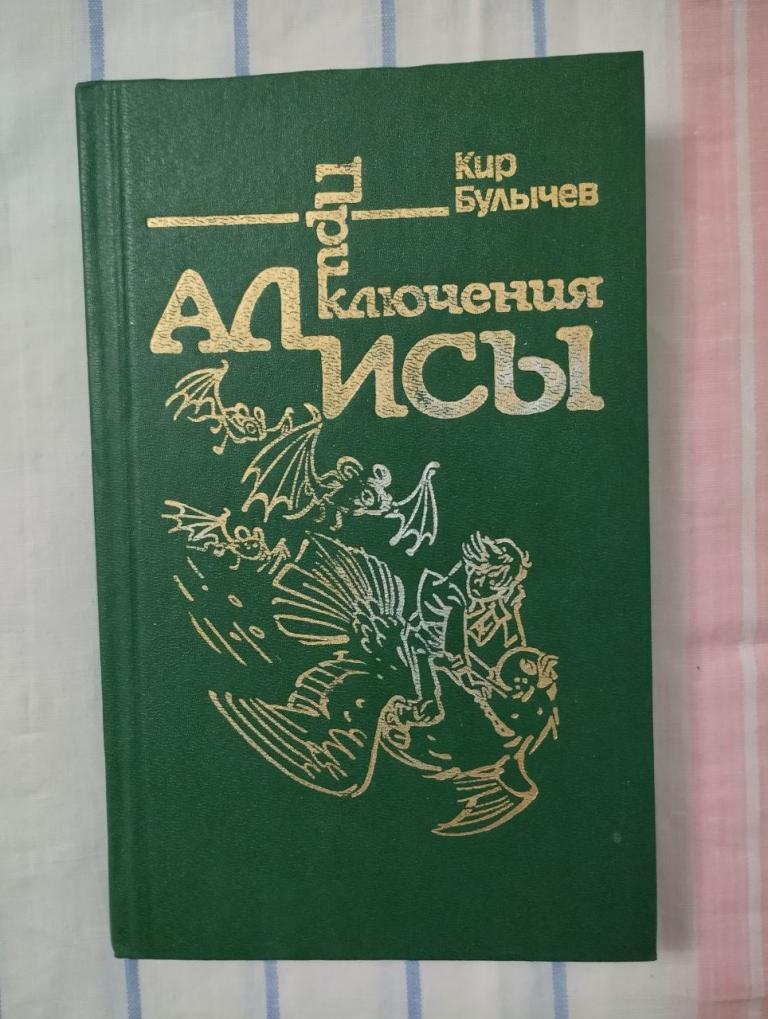 Кир
Булычев
Приключения
Алисы